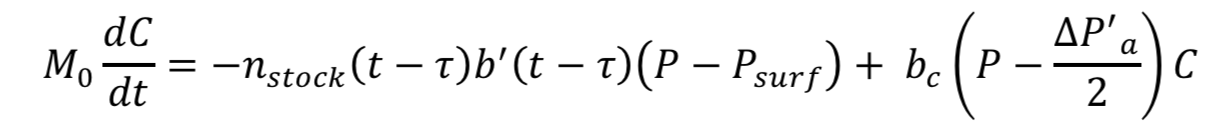 M₀ dC/dt = −n_stock(t − τ)b′(t − τ)(P − P_surf) + b_c (P − ΔP′_a/2) C